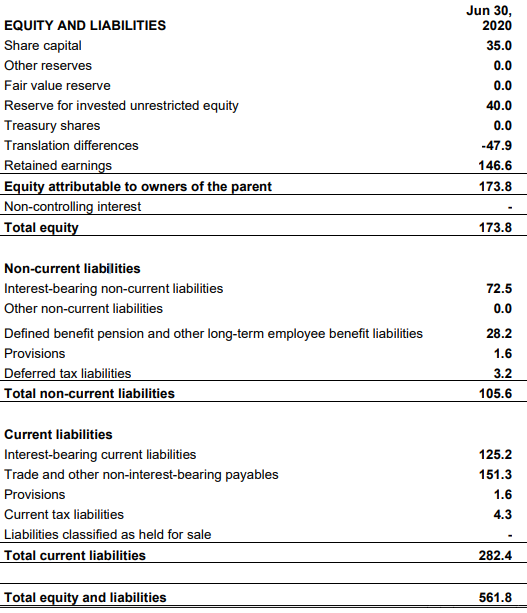 Jun 30,
EQUITY AND LIABILITIES 2020
Share capital 35.0
Other reserves 0.0
Fair value reserve 0.0
Reserve for invested unrestricted equity 40.0
Treasury shares 0.0
Translation differences -47.9
Retained earnings 146.6
Equity attributable to owners of the parent 173.8
Non-controlling interest -
Total equity 173.8
Non-current liabilities
Interest-bearing non-current liabilities 72.5
Other non-current liabilities 0.0
Defined benefit pension and other long-term employee benefit liabilities 28.2
Provisions 1.6
Deferred tax liabilities 3.2
Total non-current liabilities 105.6
Current liabilities
Interest-bearing current liabilities 125.2
Trade and other non-interest-bearing payables 151.3
Provisions 1.6
Current tax liabilities 4.3
Liabilities classified as held for sale -
Total current liabilities 282.4
Total equity and liabilities 561.8